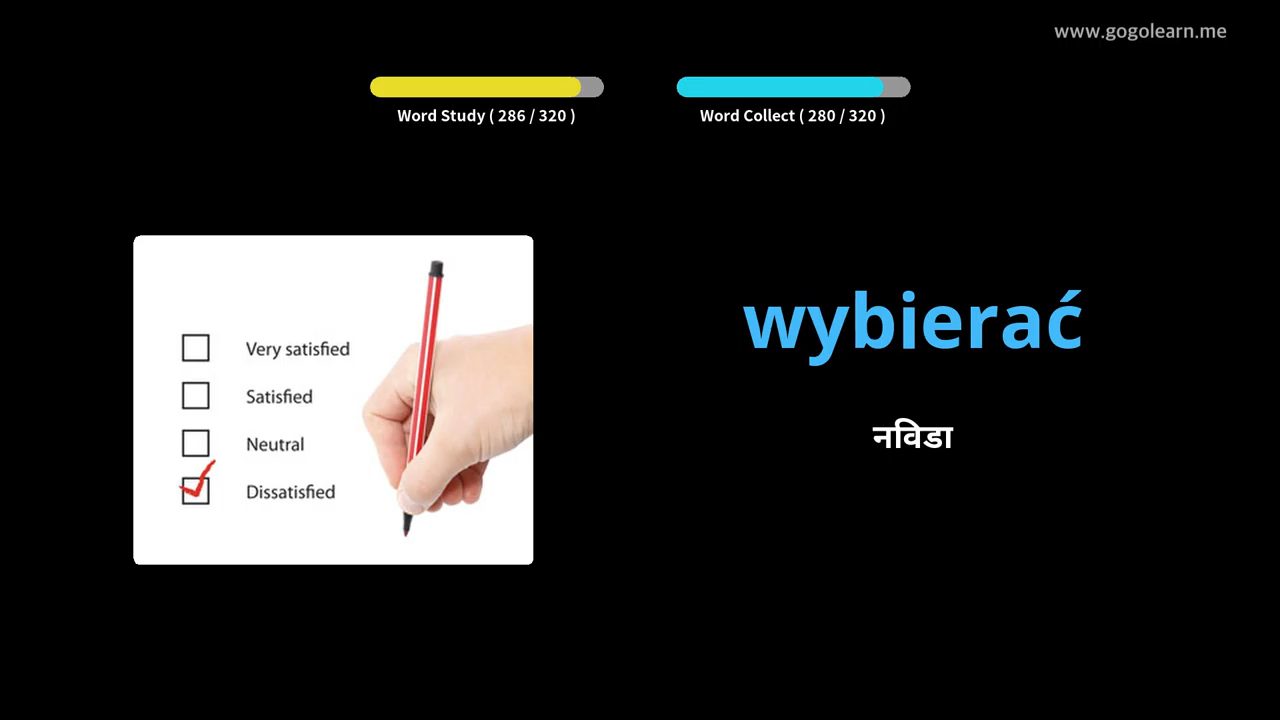 www.gogolearn.me
Word Study ( 286 / 320 )
Word Collect ( 280 / 320 )
Very satisfied
Satisfied
Neutral
Dissatisfied
wybierać
नविडा